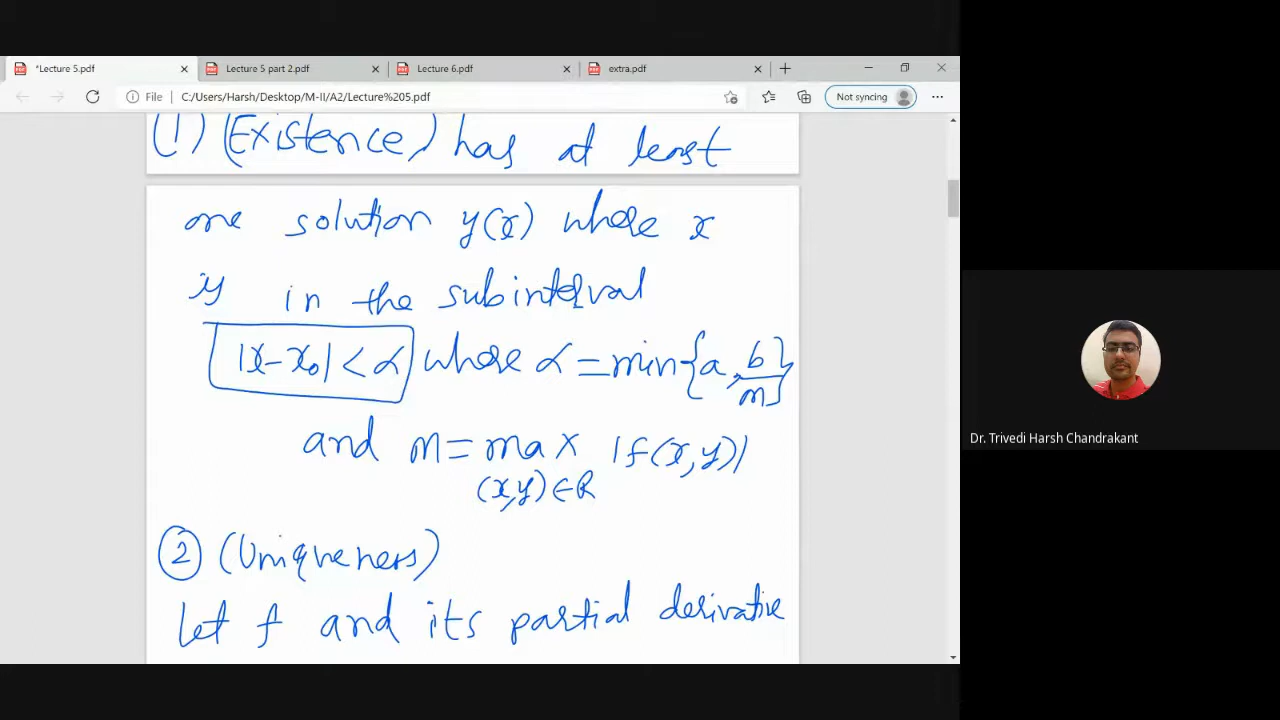 *Lecture 5.pdf
Lecture 5 part 2.pdf
Lecture 6.pdf
extra.pdf
File
C:/Users/Harsh/Desktop/M-II/A2/Lecture%205.pdf
Not syncing
(1) (Existence) has at least
one solution y(x) where x
is in the subinterval
|x-x₀| < α where α = min{a, b/m}
and m = max |f(x,y)|
(x,y) ∈ R
② (Uniqueness)
Let f and its partial derivative
Dr. Trivedi Harsh Chandrakant